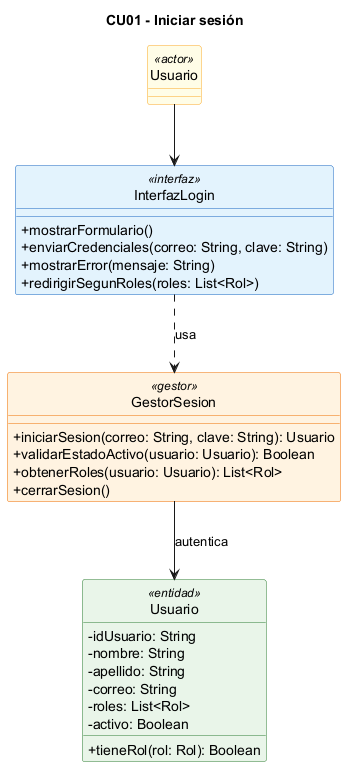 CU01 - Iniciar sesión
«actor»
Usuario
«interfaz»
InterfazLogin
+mostrarFormulario()
+enviarCredenciales(correo: String, clave: String)
+mostrarError(mensaje: String)
+redirigirSegunRoles(roles: List<Rol>)
usa
«gestor»
GestorSesion
+iniciarSesion(correo: String, clave: String): Usuario
+validarEstadoActivo(usuario: Usuario): Boolean
+obtenerRoles(usuario: Usuario): List<Rol>
+cerrarSesion()
autentica
«entidad»
Usuario
-idUsuario: String
-nombre: String
-apellido: String
-correo: String
-roles: List<Rol>
-activo: Boolean
+tieneRol(rol: Rol): Boolean